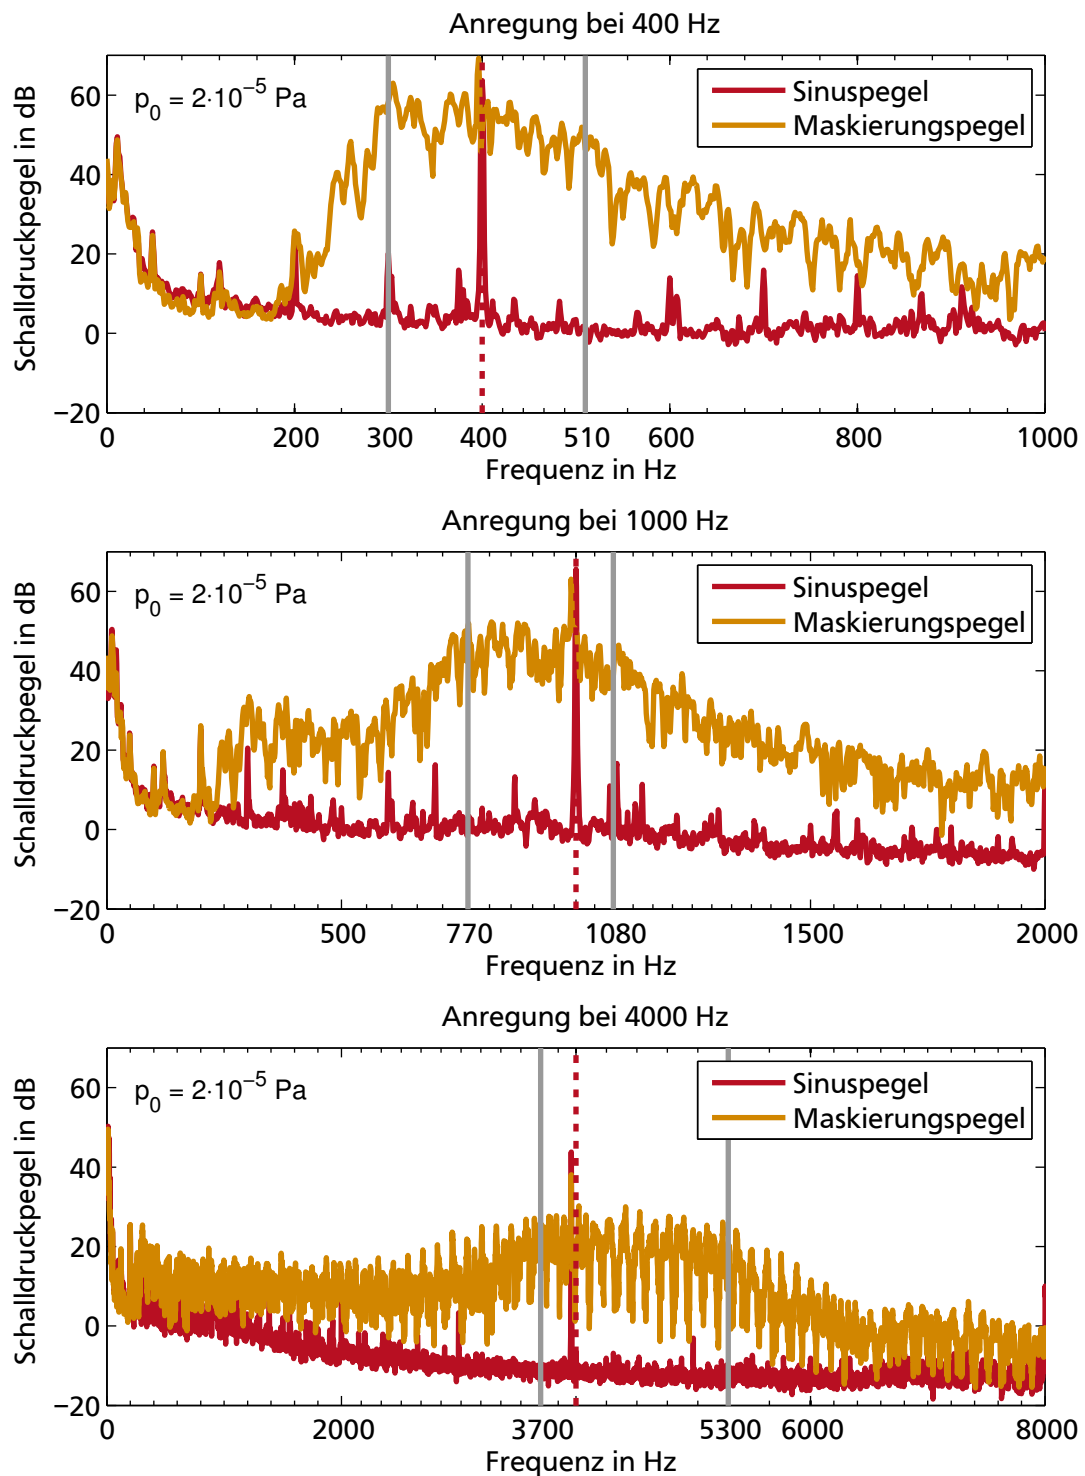 Anregung bei 400 Hz
Schalldruckpegel in dB
p₀ = 2·10⁻⁵ Pa
Sinuspegel
Maskierungspegel
60
40
20
0
−20
0 200 300 400 510 600 800 1000
Frequenz in Hz
Anregung bei 1000 Hz
Schalldruckpegel in dB
p₀ = 2·10⁻⁵ Pa
Sinuspegel
Maskierungspegel
60
40
20
0
−20
0 500 770 1080 1500 2000
Frequenz in Hz
Anregung bei 4000 Hz
Schalldruckpegel in dB
p₀ = 2·10⁻⁵ Pa
Sinuspegel
Maskierungspegel
60
40
20
0
−20
0 2000 3700 5300 6000 8000
Frequenz in Hz